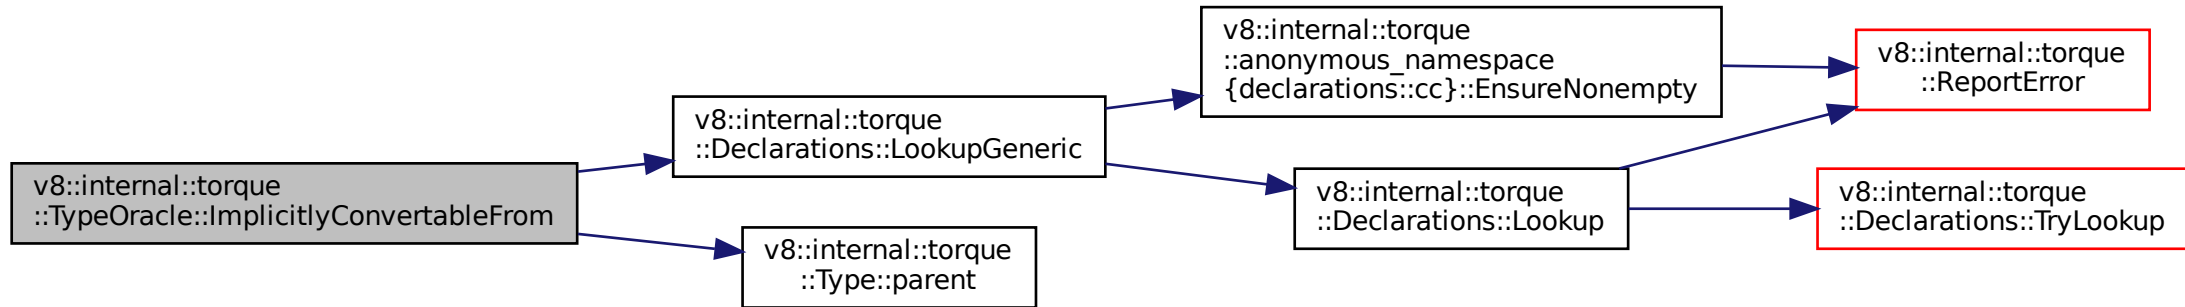 v8::internal::torque
::TypeOracle::ImplicitlyConvertableFrom
v8::internal::torque
::Declarations::LookupGeneric
v8::internal::torque
::Type::parent
v8::internal::torque
::anonymous_namespace
{declarations::cc}::EnsureNonempty
v8::internal::torque
::Declarations::Lookup
v8::internal::torque
::ReportError
v8::internal::torque
::Declarations::TryLookup